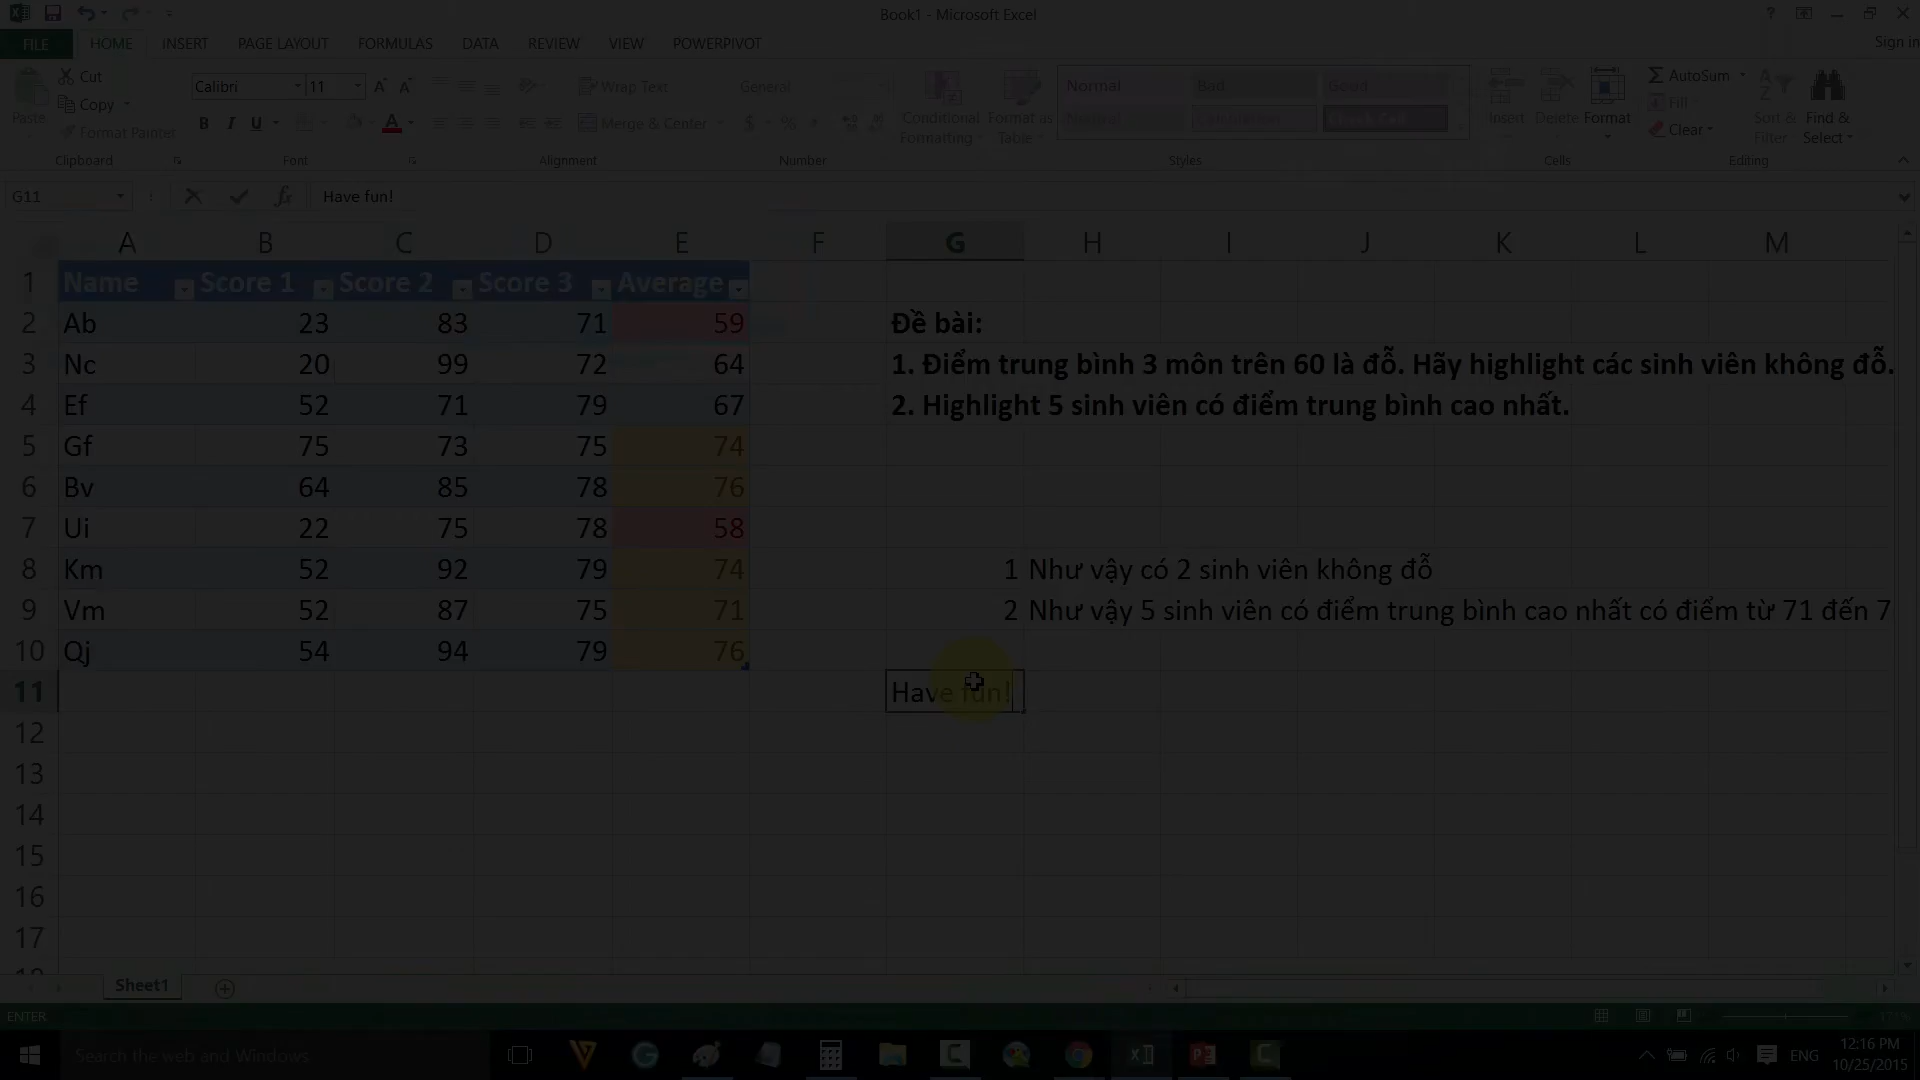 Book1 - Microsoft Excel
Sign in
FILE HOME INSERT PAGE LAYOUT FORMULAS DATA REVIEW VIEW POWERPIVOT
Paste
Cut
Copy
Format Painter
Calibri 11
B I U A
Wrap Text
Merge & Center
General
$ %
Conditional Formatting
Format as Table
Normal Bad Good
Neutral Calculation Check Cell
Insert Delete Format
AutoSum
Fill
Clear
Sort & Filter
Find & Select
Clipboard Font Alignment Number Styles Cells Editing
G11 fx Have fun!
A B C D E F G H I J K L M
1 Name Score 1 Score 2 Score 3 Average
2 Ab 23 83 71 59 Đề bài:
3 Nc 20 99 72 64 1. Điểm trung bình 3 môn trên 60 là đỗ. Hãy highlight các sinh viên không đỗ.
4 Ef 52 71 79 67 2. Highlight 5 sinh viên có điểm trung bình cao nhất.
5 Gf 75 73 75 74
6 Bv 64 85 78 76
7 Ui 22 75 78 58
8 Km 52 92 79 74 1 Như vậy có 2 sinh viên không đỗ
9 Vm 52 87 75 71 2 Như vậy 5 sinh viên có điểm trung bình cao nhất có điểm từ 71 đến 7
10 Qj 54 94 79 76
11 Have fun!
12
13
14
15
16
17
Sheet1
ENTER
Search the web and Windows
ENG
12:16 PM
10/25/2015